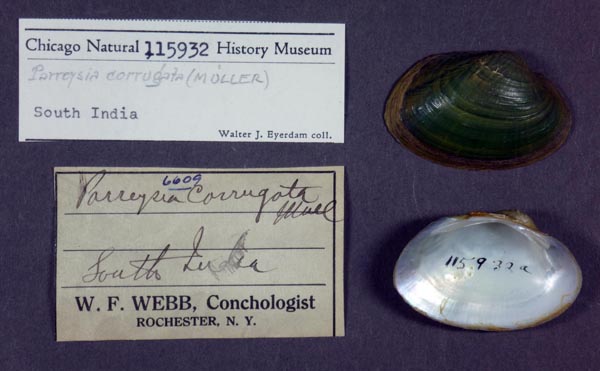 Chicago Natural 115932 History Museum
Parreysia corrugata (MÜLLER)
South India
Walter J. Eyerdam coll.
6609
Parreysia Corrugata
Mull
South India
W. F. WEBB, Conchologist
ROCHESTER, N. Y.
115932a